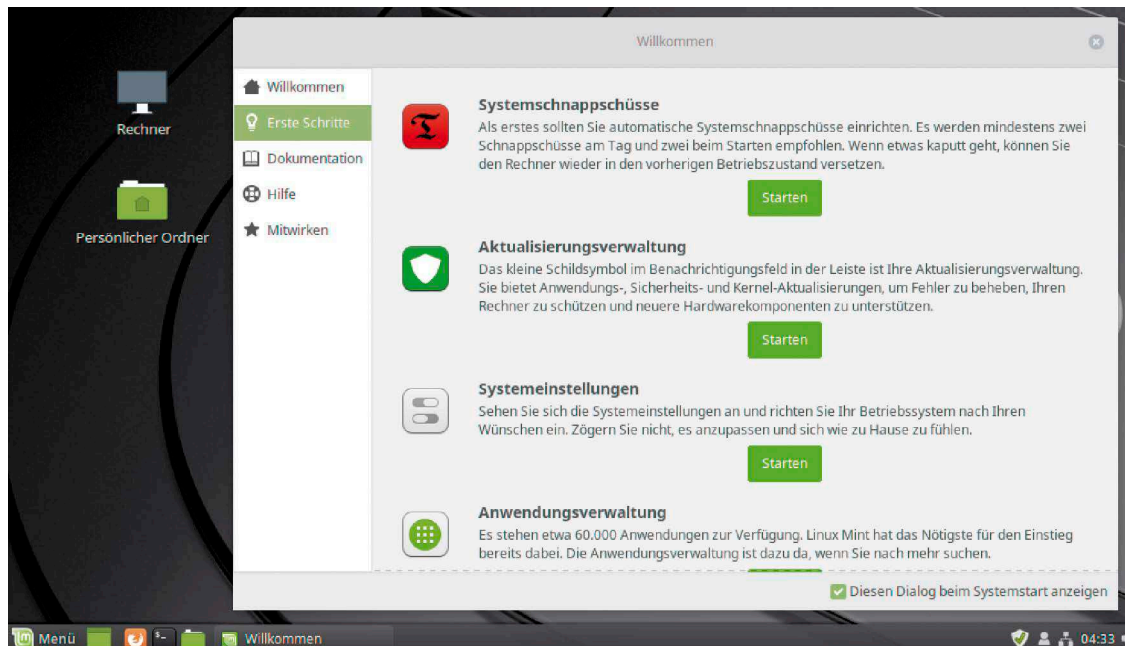 Willkommen
Rechner
Persönlicher Ordner
Willkommen
Erste Schritte
Dokumentation
Hilfe
Mitwirken
Systemschnappschüsse
Als erstes sollten Sie automatische Systemschnappschüsse einrichten. Es werden mindestens zwei
Schnappschüsse am Tag und zwei beim Starten empfohlen. Wenn etwas kaputt geht, können Sie
den Rechner wieder in den vorherigen Betriebszustand versetzen.
Starten
Aktualisierungsverwaltung
Das kleine Schildsymbol im Benachrichtigungsfeld in der Leiste ist Ihre Aktualisierungsverwaltung.
Sie bietet Anwendungs-, Sicherheits- und Kernel-Aktualisierungen, um Fehler zu beheben, Ihren
Rechner zu schützen und neuere Hardwarekomponenten zu unterstützen.
Starten
Systemeinstellungen
Sehen Sie sich die Systemeinstellungen an und richten Sie Ihr Betriebssystem nach Ihren
Wünschen ein. Zögern Sie nicht, es anzupassen und sich wie zu Hause zu fühlen.
Starten
Anwendungsverwaltung
Es stehen etwa 60.000 Anwendungen zur Verfügung. Linux Mint hat das Nötigste für den Einstieg
bereits dabei. Die Anwendungsverwaltung ist dazu da, wenn Sie nach mehr suchen.
Diesen Dialog beim Systemstart anzeigen
Menü
Willkommen
04:33